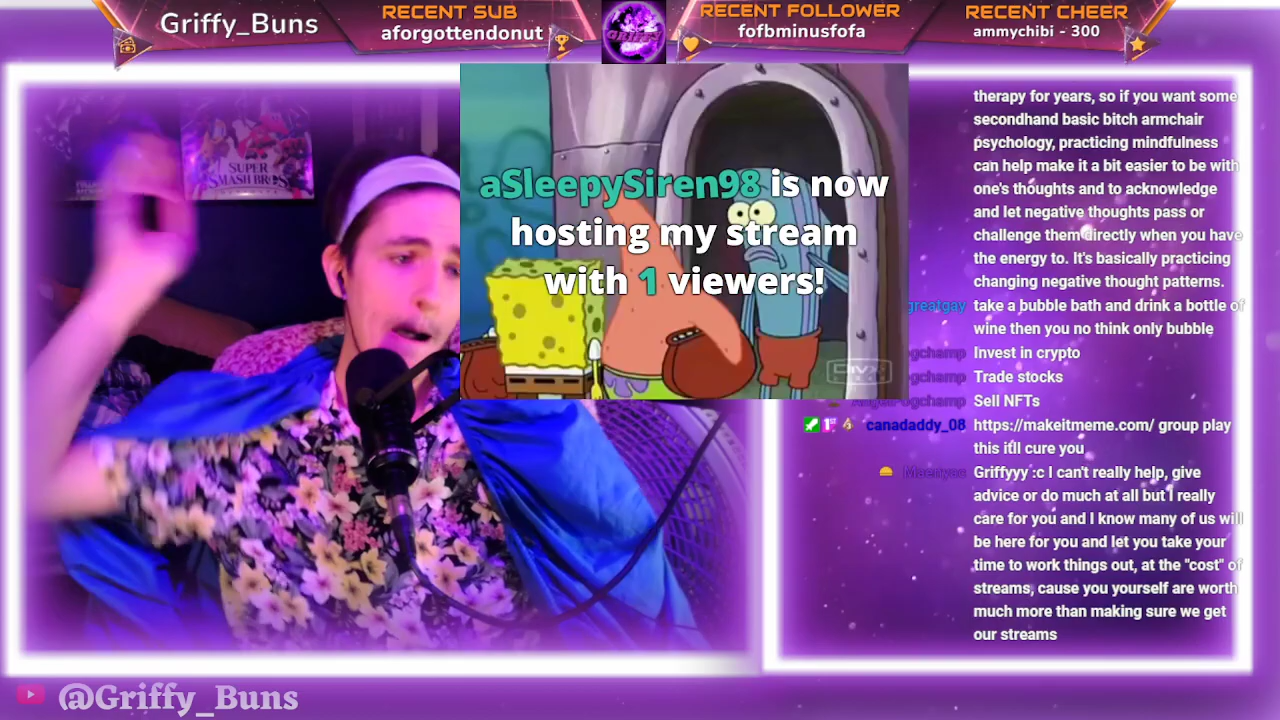 Griffy_Buns
RECENT SUB
aforgottendonut
GRIFFY
RECENT FOLLOWER
fofbminusfofa
RECENT CHEER
ammychibi - 300
SUPER
SMASH BROS
aSleepySiren98 is now
hosting my stream
with 1 viewers!
DIVX
therapy for years, so if you want some
secondhand basic bitch armchair
psychology, practicing mindfulness
can help make it a bit easier to be with
one's thoughts and to acknowledge
and let negative thoughts pass or
challenge them directly when you have
the energy to. It's basically practicing
changing negative thought patterns.
greatgay take a bubble bath and drink a bottle of
wine then you no think only bubble
ogchamp Invest in crypto
ogchamp Trade stocks
ogchamp Sell NFTs
canadaddy_08 https://makeitmeme.com/ group play
this itll cure you
Maeriyac Griffyyy :c I can't really help, give
advice or do much at all but I really
care for you and I know many of us will
be here for you and let you take your
time to work things out, at the "cost" of
streams, cause you yourself are worth
much more than making sure we get
our streams
@Griffy_Buns